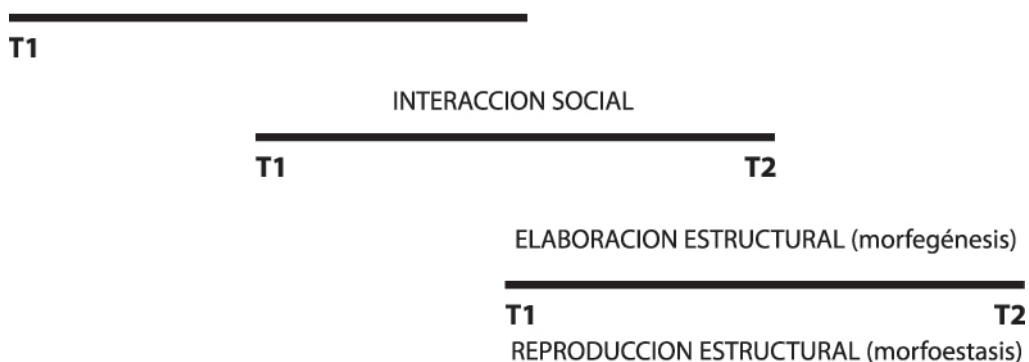 T1
INTERACCION SOCIAL
T1 T2
ELABORACION ESTRUCTURAL (morfegénesis)
T1 T2
REPRODUCCION ESTRUCTURAL (morfoestasis)